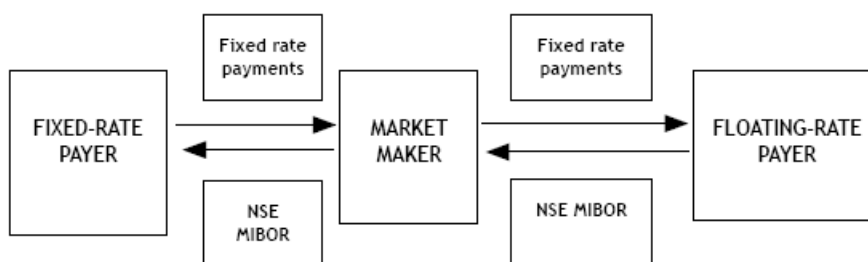 Fixed rate
payments
Fixed rate
payments
FIXED-RATE
PAYER
MARKET
MAKER
FLOATING-RATE
PAYER
NSE
MIBOR
NSE MIBOR